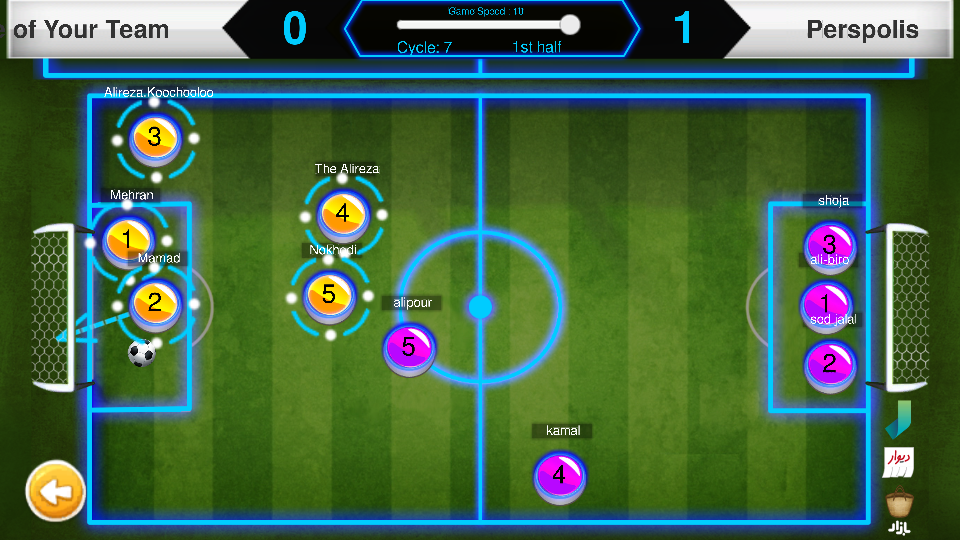 of Your Team
0
Game Speed : 10
Cycle: 7
1st half
1
Perspolis
Alireza.Koochooloo
3
The Alireza
4
Mehran
1
shoja
3
Mamad
2
Nokhodi
5
ali-biro
1
alipour
5
sod jalal
2
kamal
4
دیوار
بازار